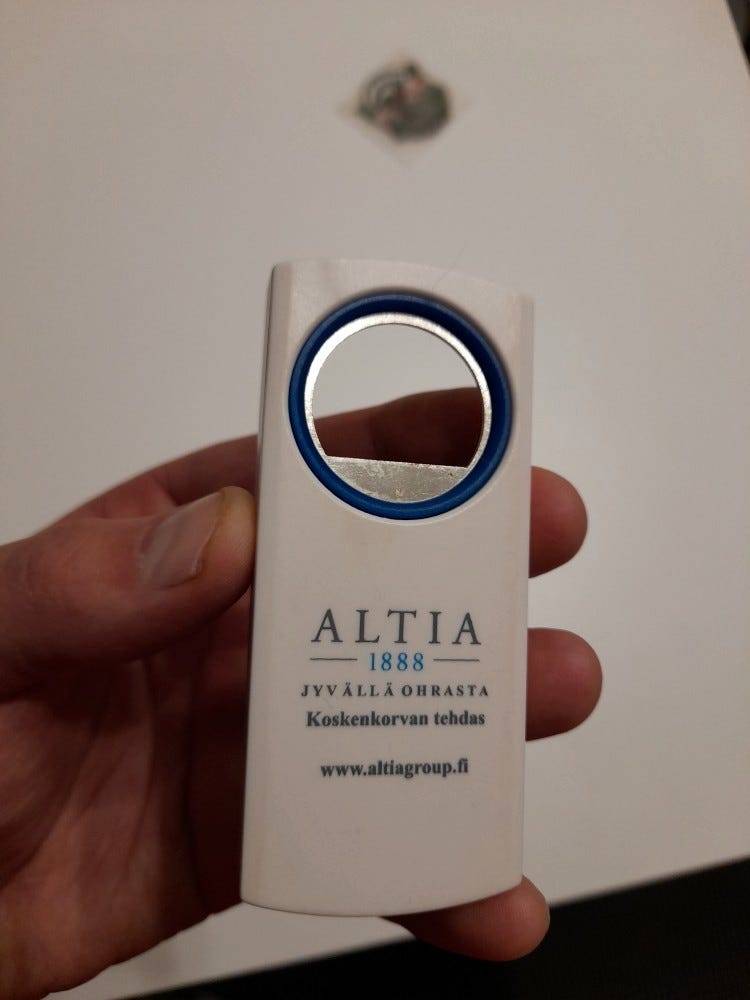 ALTIA
1888
JYVÄLLÄ OHRASTA
Koskenkorvan tehdas
www.altiagroup.fi